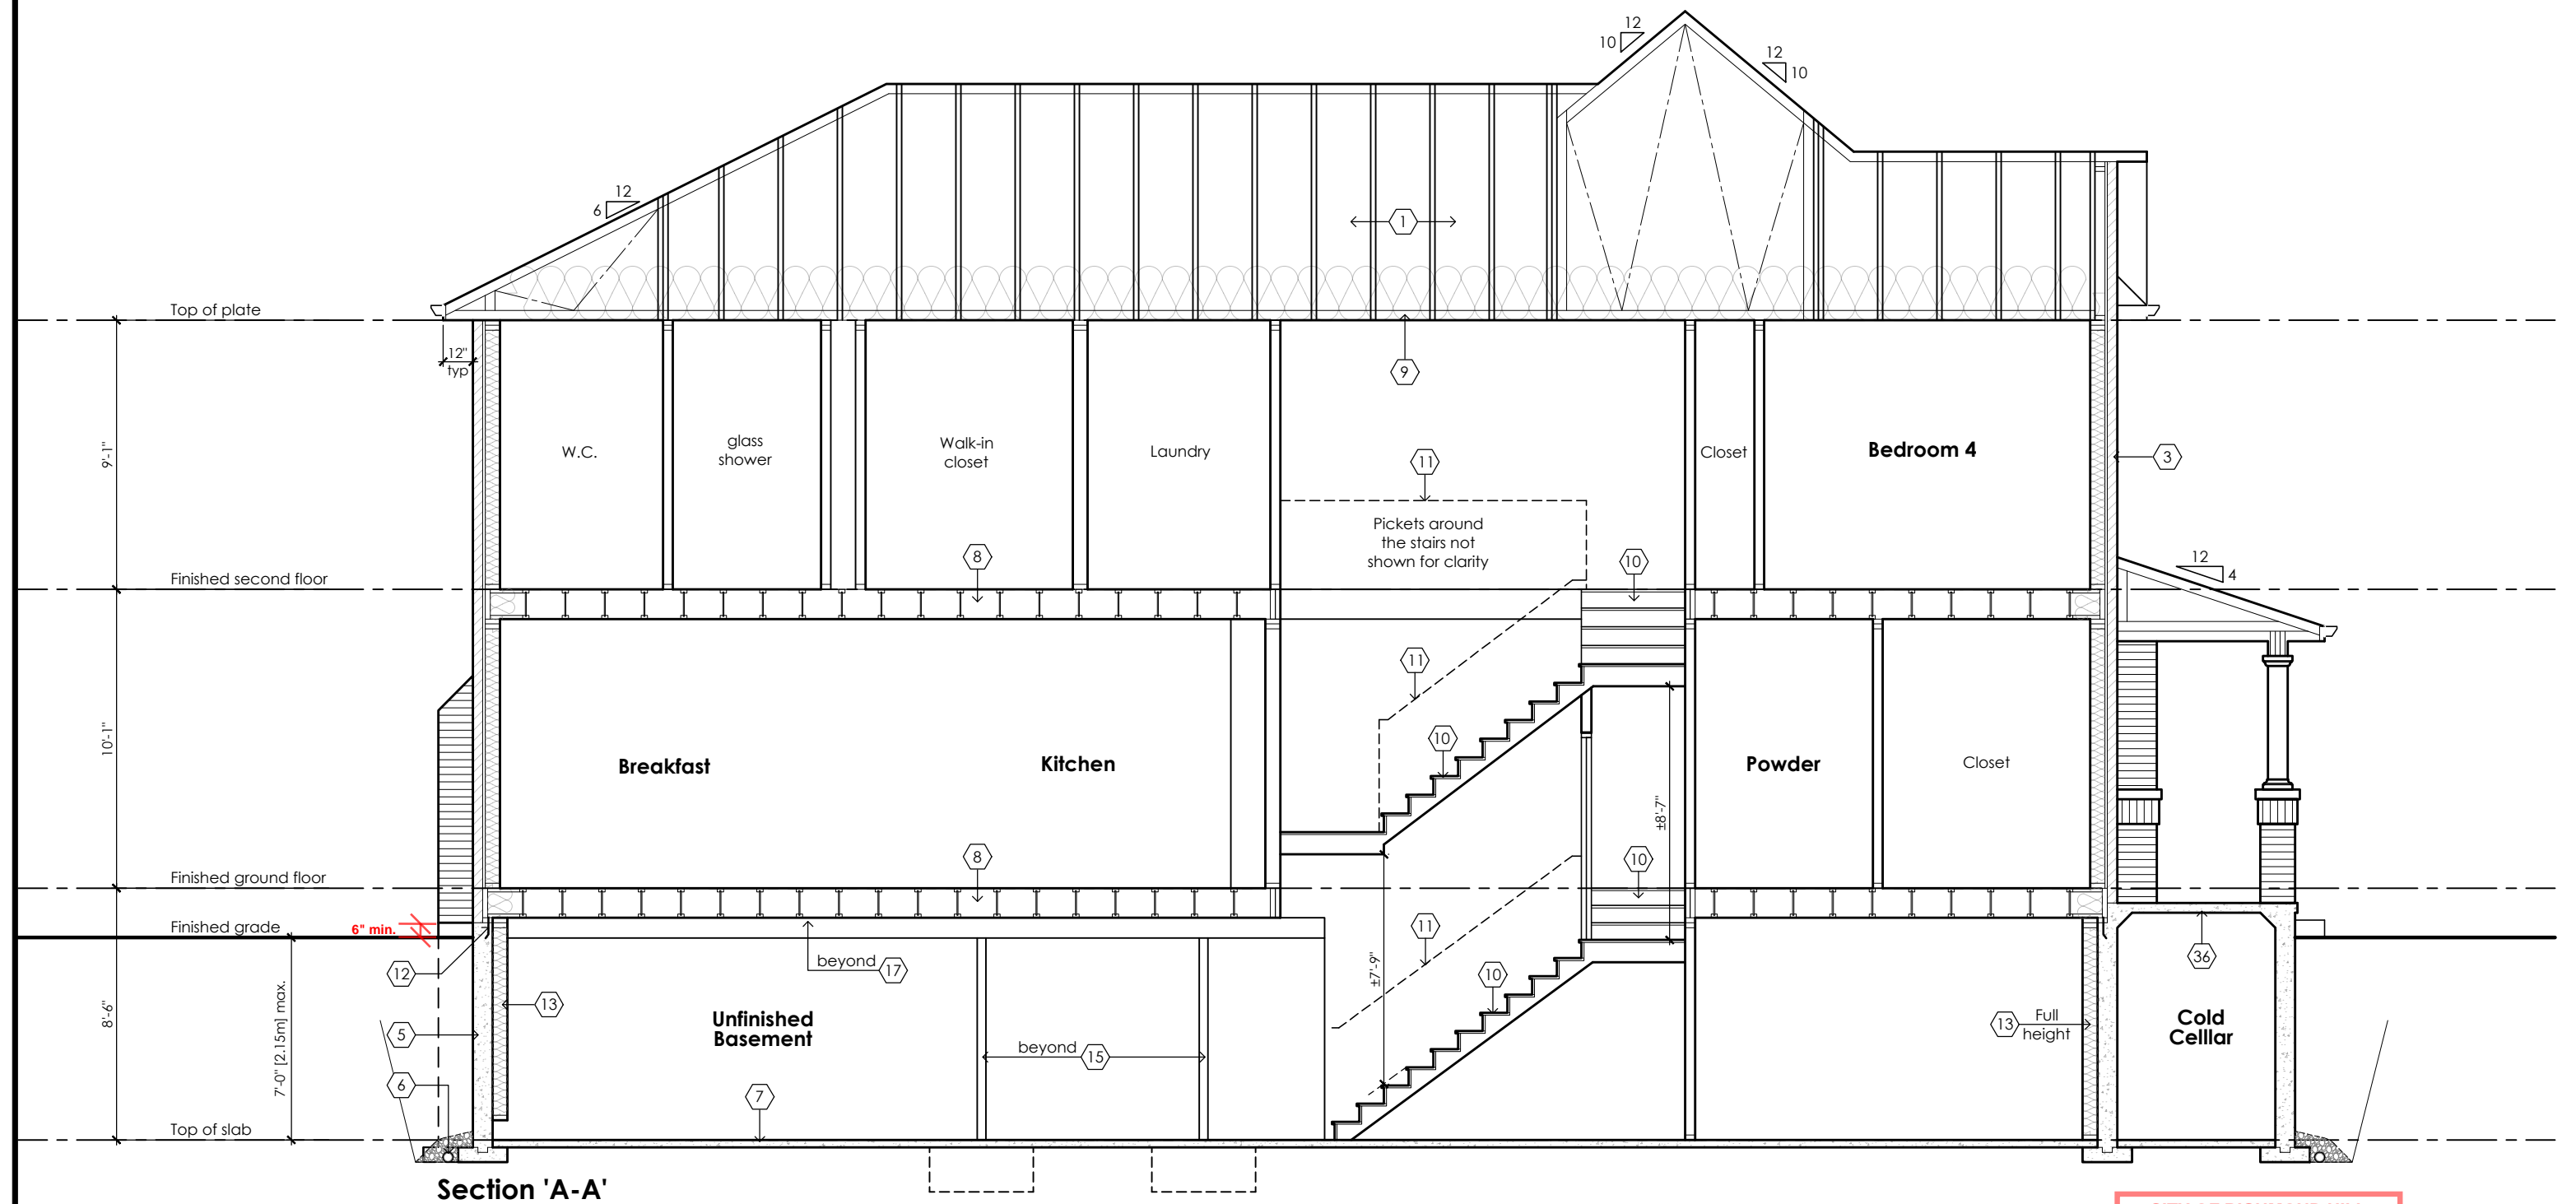 12
10
12
10
12
6
1
Top of plate
12"
typ
9
9'-1"
W.C.
glass
shower
Walk-in
closet
Laundry
11
Pickets around
the stairs not
shown for clarity
Closet
Bedroom 4
3
8
10
12
4
Finished second floor
11
10'-1"
Breakfast
Kitchen
10
Powder
Closet
±8'-7"
8
10
Finished ground floor
Finished grade
6" min.
11
12
beyond 17
±7'-9"
10
36
13
8'-6"
7'-0" [2.15m] max.
5
Unfinished
Basement
beyond 15
13
Full
height
Cold
Celllar
6
7
Top of slab
Section 'A-A'